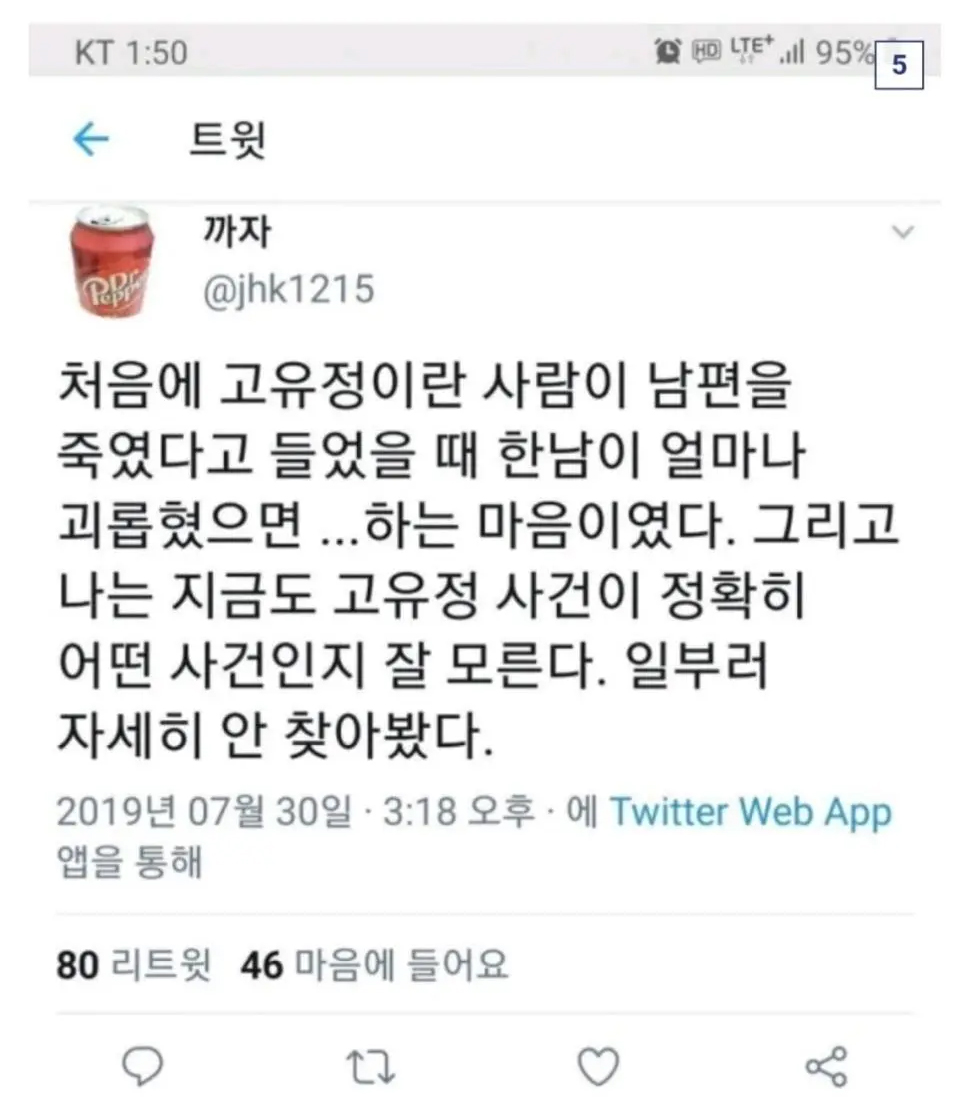 KT 1:50 HD LTE+ 95%
5
트윗
Dr Pepper
까자
@jhk1215
처음에 고유정이란 사람이 남편을
죽였다고 들었을 때 한남이 얼마나
괴롭혔으면 ...하는 마음이였다. 그리고
나는 지금도 고유정 사건이 정확히
어떤 사건인지 잘 모른다. 일부러
자세히 안 찾아봤다.
2019년 07월 30일 · 3:18 오후 · 에 Twitter Web App
앱을 통해
80 리트윗 46 마음에 들어요